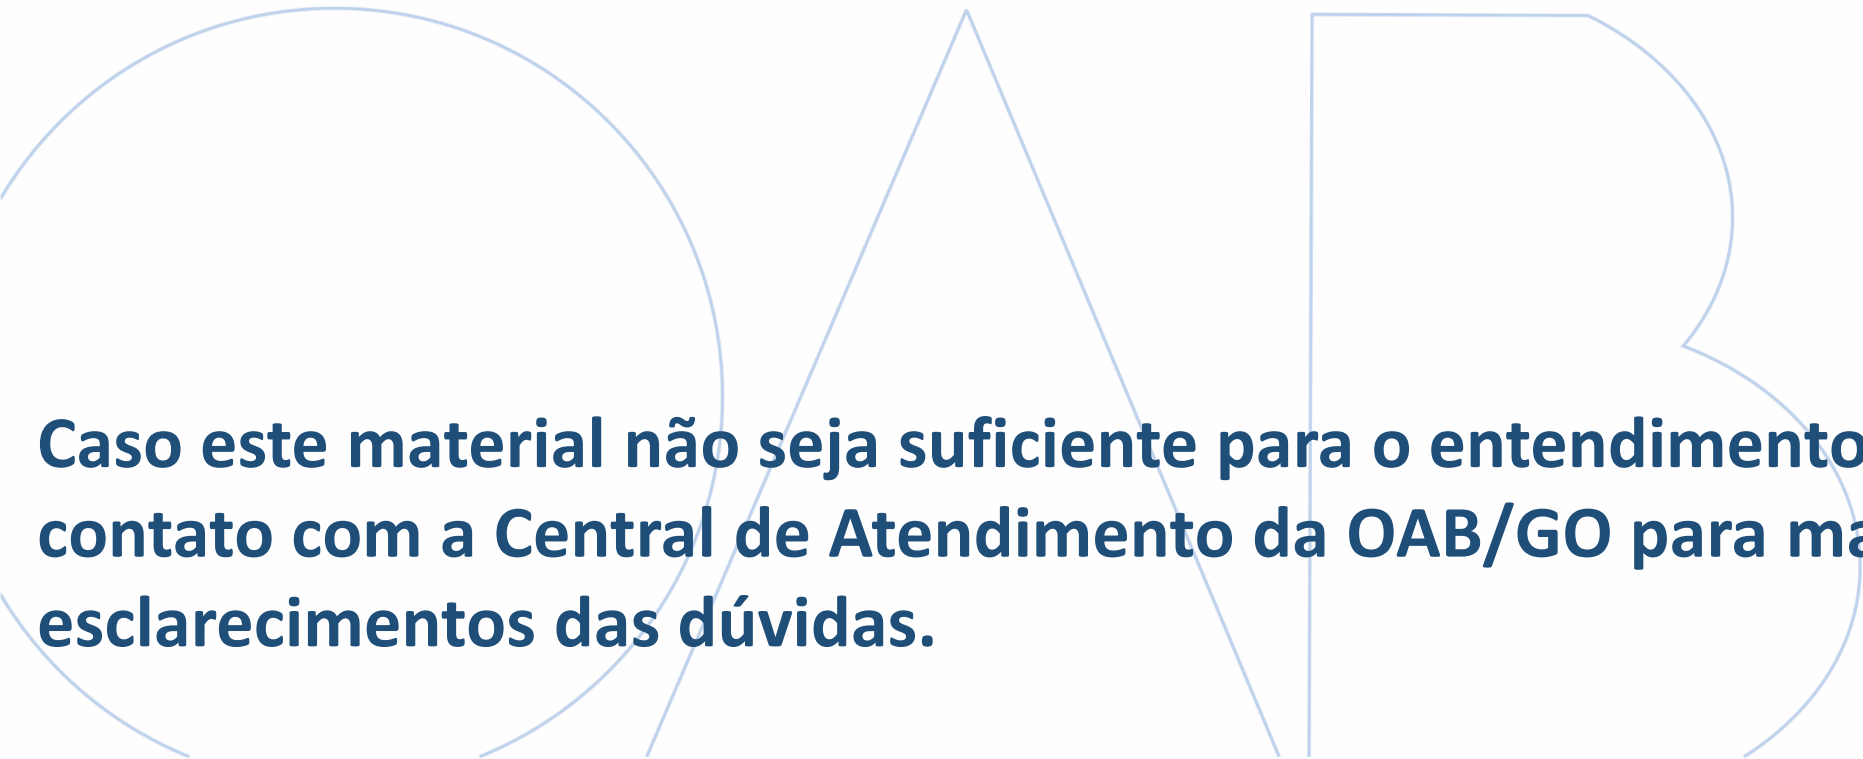 OAB
Caso este material não seja suficiente para o entendimento
contato com a Central de Atendimento da OAB/GO para
esclarecimentos das dúvidas.